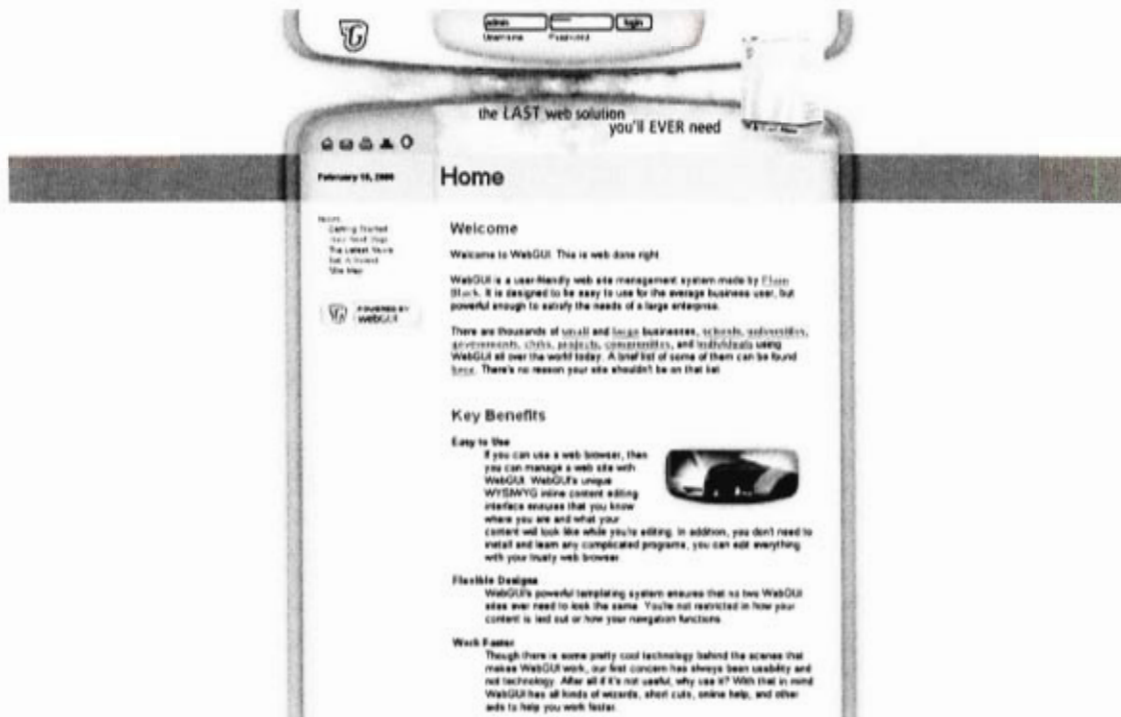 admin
login
Username Password
the LAST web solution
you'll EVER need
Home
Getting Started
The Latest News
Site Map
POWERED BY
WebGUI
Welcome
Welcome to WebGUI. This is web done right.
WebGUI is a user-friendly web site management system made by Plain
Black. It is designed to be easy to use for the average business user, but
powerful enough to satisfy the needs of a large enterprise.
There are thousands of small and large businesses, schools, universities,
governments, clubs, projects, communities, and individuals using
WebGUI all over the world today. A brief list of some of them can be found
here. There's no reason your site shouldn't be on that list.
Key Benefits
Easy to Use
If you can use a web browser, then
you can manage a web site with
WebGUI. WebGUI's unique
WYSIWYG inline content editing
interface ensures that you know
where you are and what your
content will look like while you're editing. In addition, you don't need to
install and learn any complicated programs, you can edit everything
with your trusty web browser.
Flexible Designs
WebGUI's powerful templating system ensures that no two WebGUI
sites ever need to look the same. You're not restricted in how your
content is laid out or how your navigation functions.
Work Faster
Though there is some pretty cool technology behind the scenes that
makes WebGUI work, our first concern has always been usability and
not technology. After all if it's not useful, why use it? With that in mind
WebGUI has all kinds of wizards, short cuts, online help, and other
aids to help you work faster.